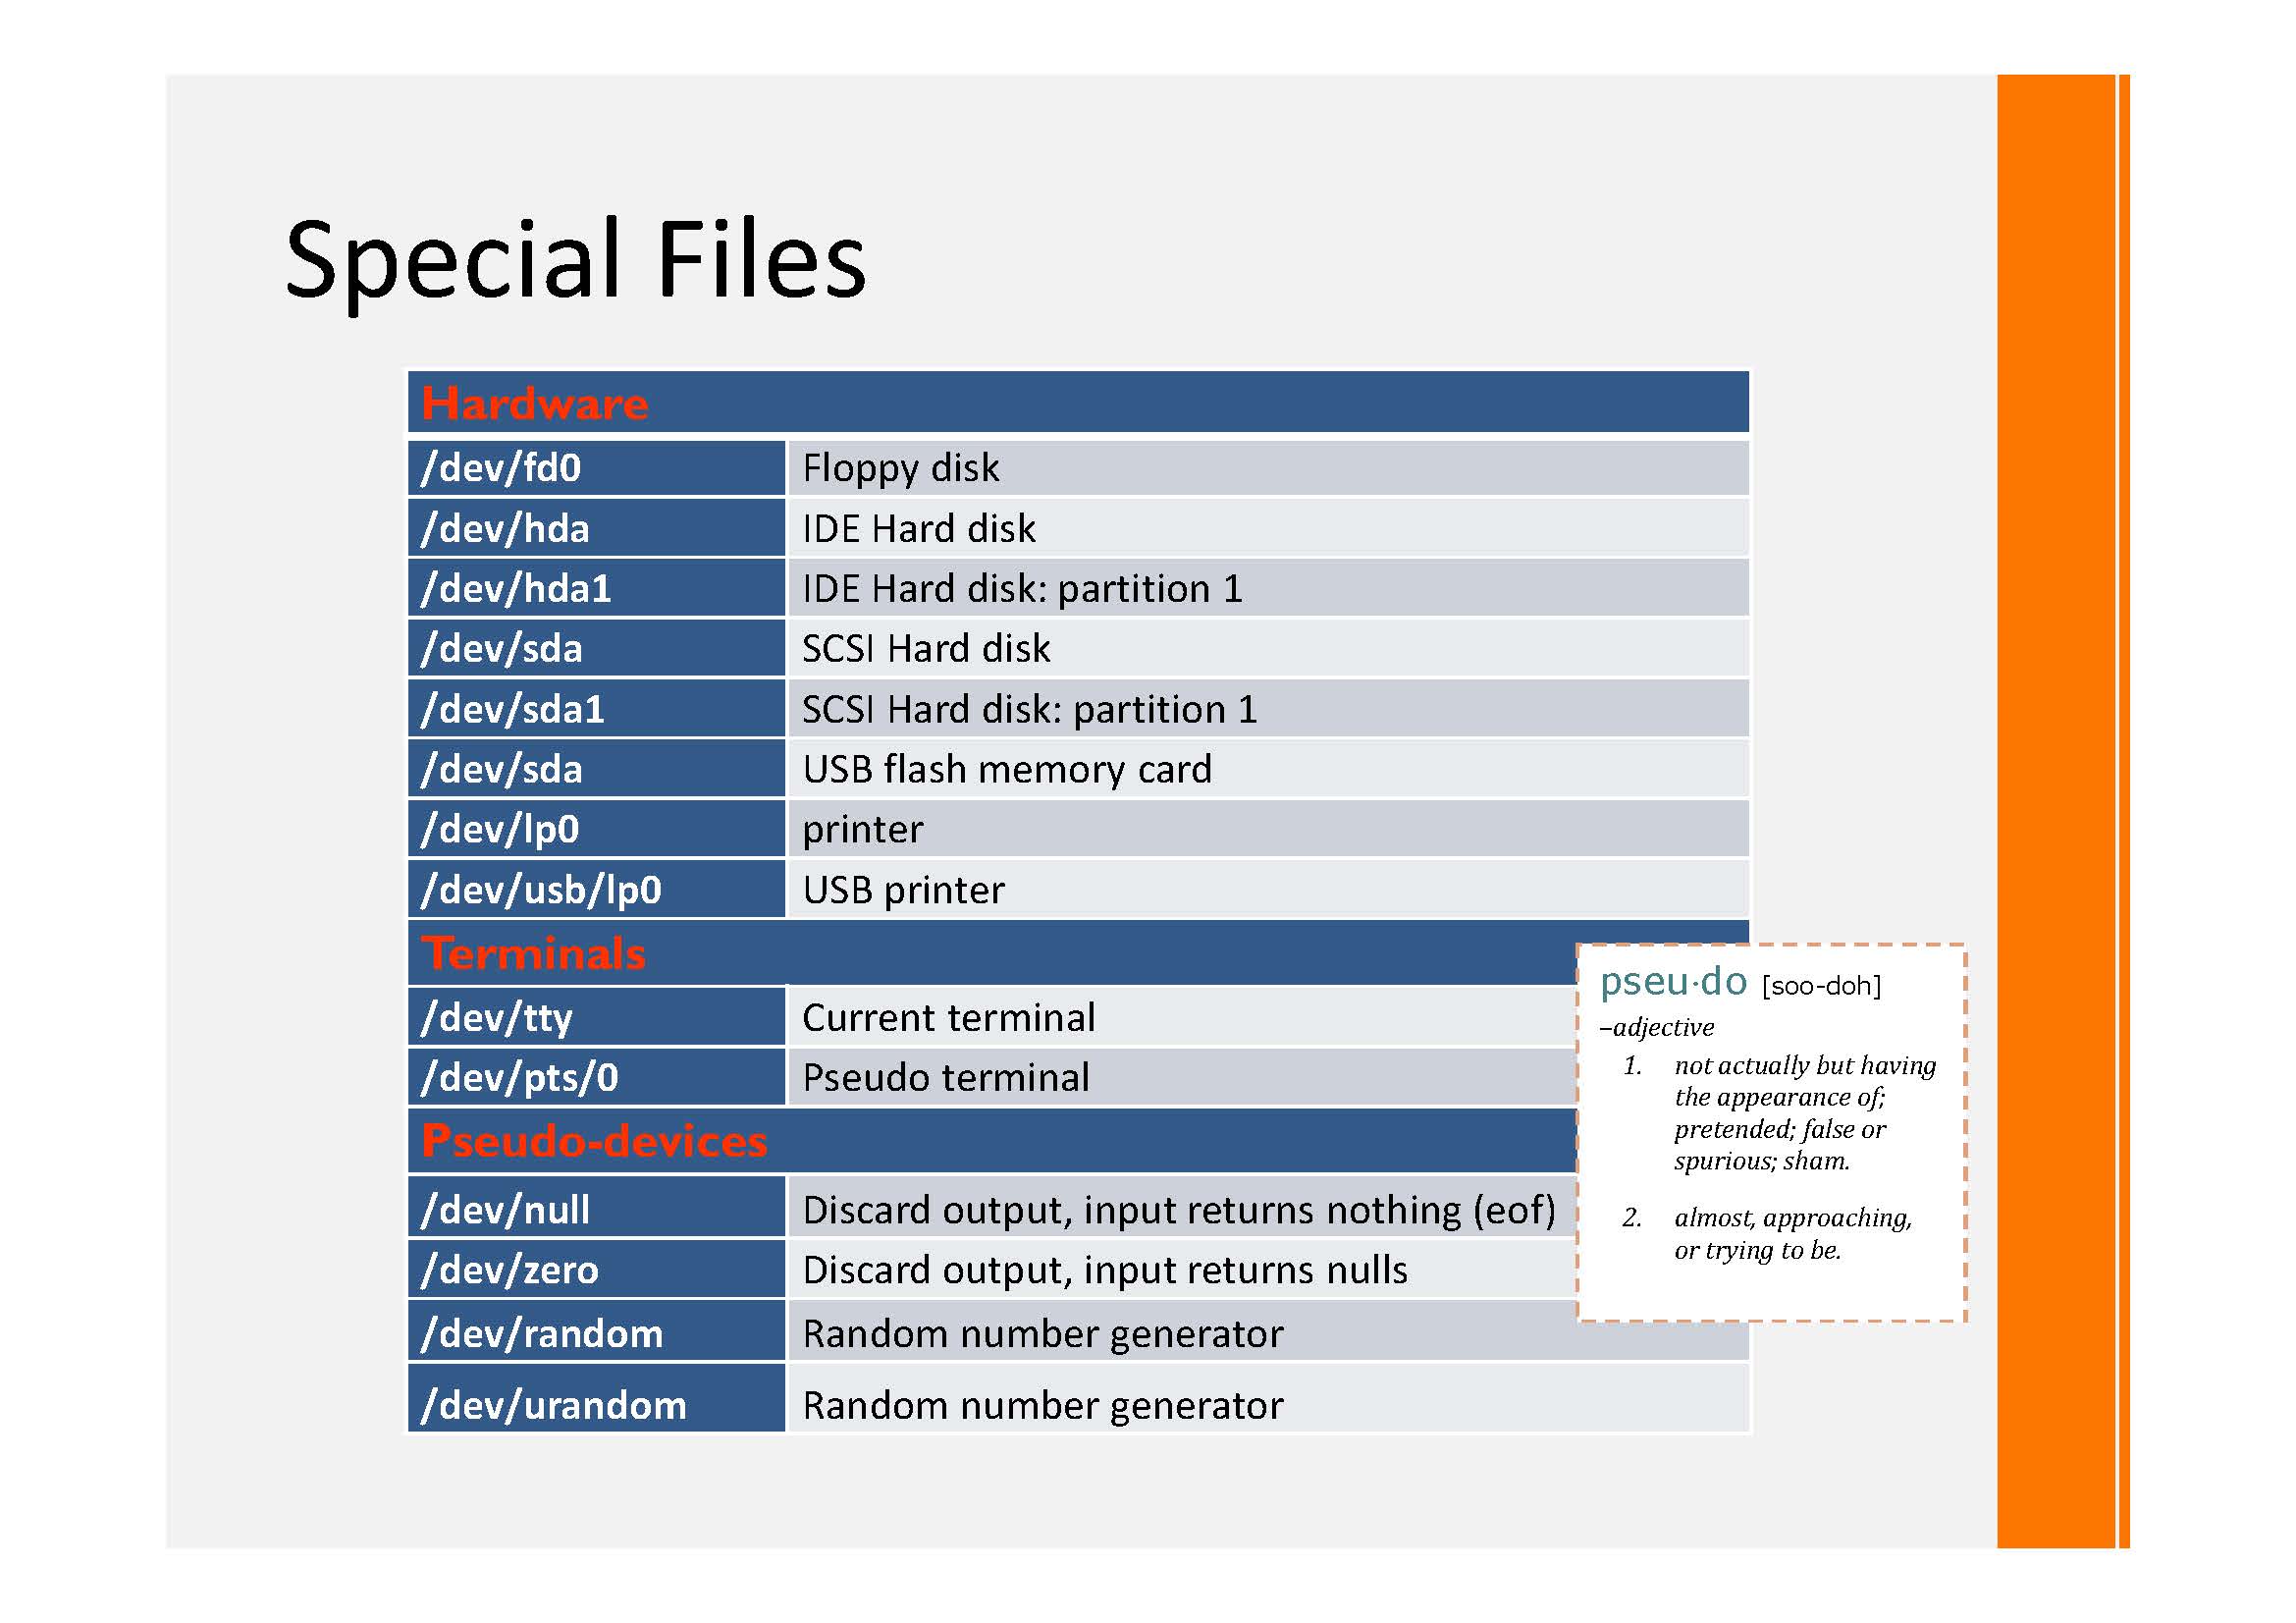 Special Files
Hardware
/dev/fd0 Floppy disk
/dev/hda IDE Hard disk
/dev/hda1 IDE Hard disk: partition 1
/dev/sda SCSI Hard disk
/dev/sda1 SCSI Hard disk: partition 1
/dev/sda USB flash memory card
/dev/lp0 printer
/dev/usb/lp0 USB printer
Terminals
/dev/tty Current terminal
/dev/pts/0 Pseudo terminal
Pseudo-devices
/dev/null Discard output, input returns nothing (eof)
/dev/zero Discard output, input returns nulls
/dev/random Random number generator
/dev/urandom Random number generator
pseu·do [soo-doh]
–adjective
1. not actually but having
the appearance of;
pretended; false or
spurious; sham.
2. almost, approaching,
or trying to be.